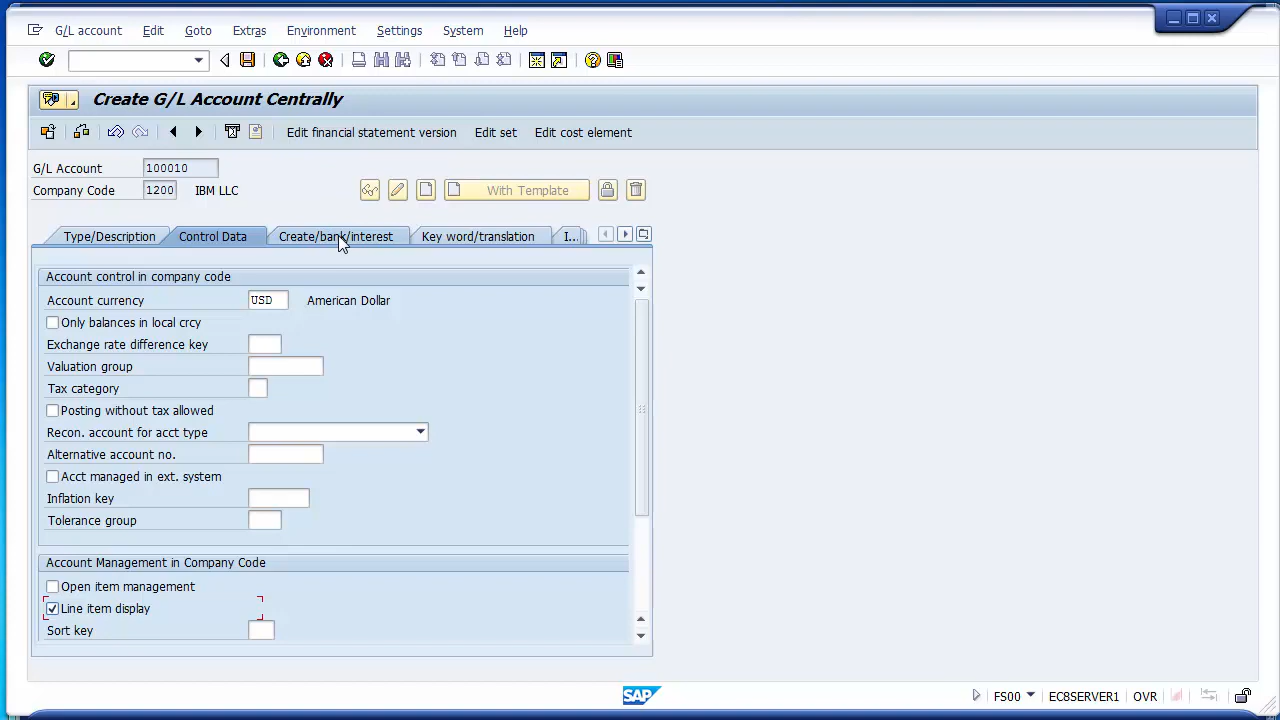 G/L account Edit Goto Extras Environment Settings System Help
Create G/L Account Centrally
Edit financial statement version Edit set Edit cost element
G/L Account 100010
Company Code 1200 IBM LLC With Template
Type/Description Control Data Create/bank/interest Key word/translation I...
Account control in company code
Account currency USD American Dollar
Only balances in local crcy
Exchange rate difference key
Valuation group
Tax category
Posting without tax allowed
Recon. account for acct type
Alternative account no.
Acct managed in ext. system
Inflation key
Tolerance group
Account Management in Company Code
Open item management
Line item display
Sort key
SAP FS00 EC8SERVER1 OVR